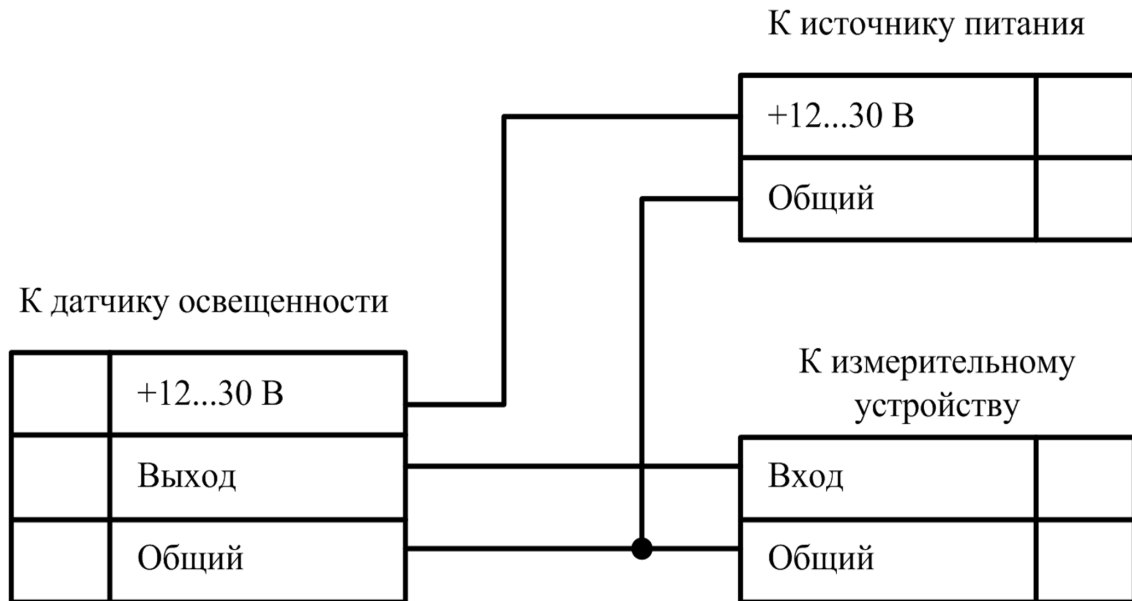 К источнику питания
+12...30 В
Общий
К датчику освещенности
+12...30 В
Выход
Общий
К измерительному
устройству
Вход
Общий